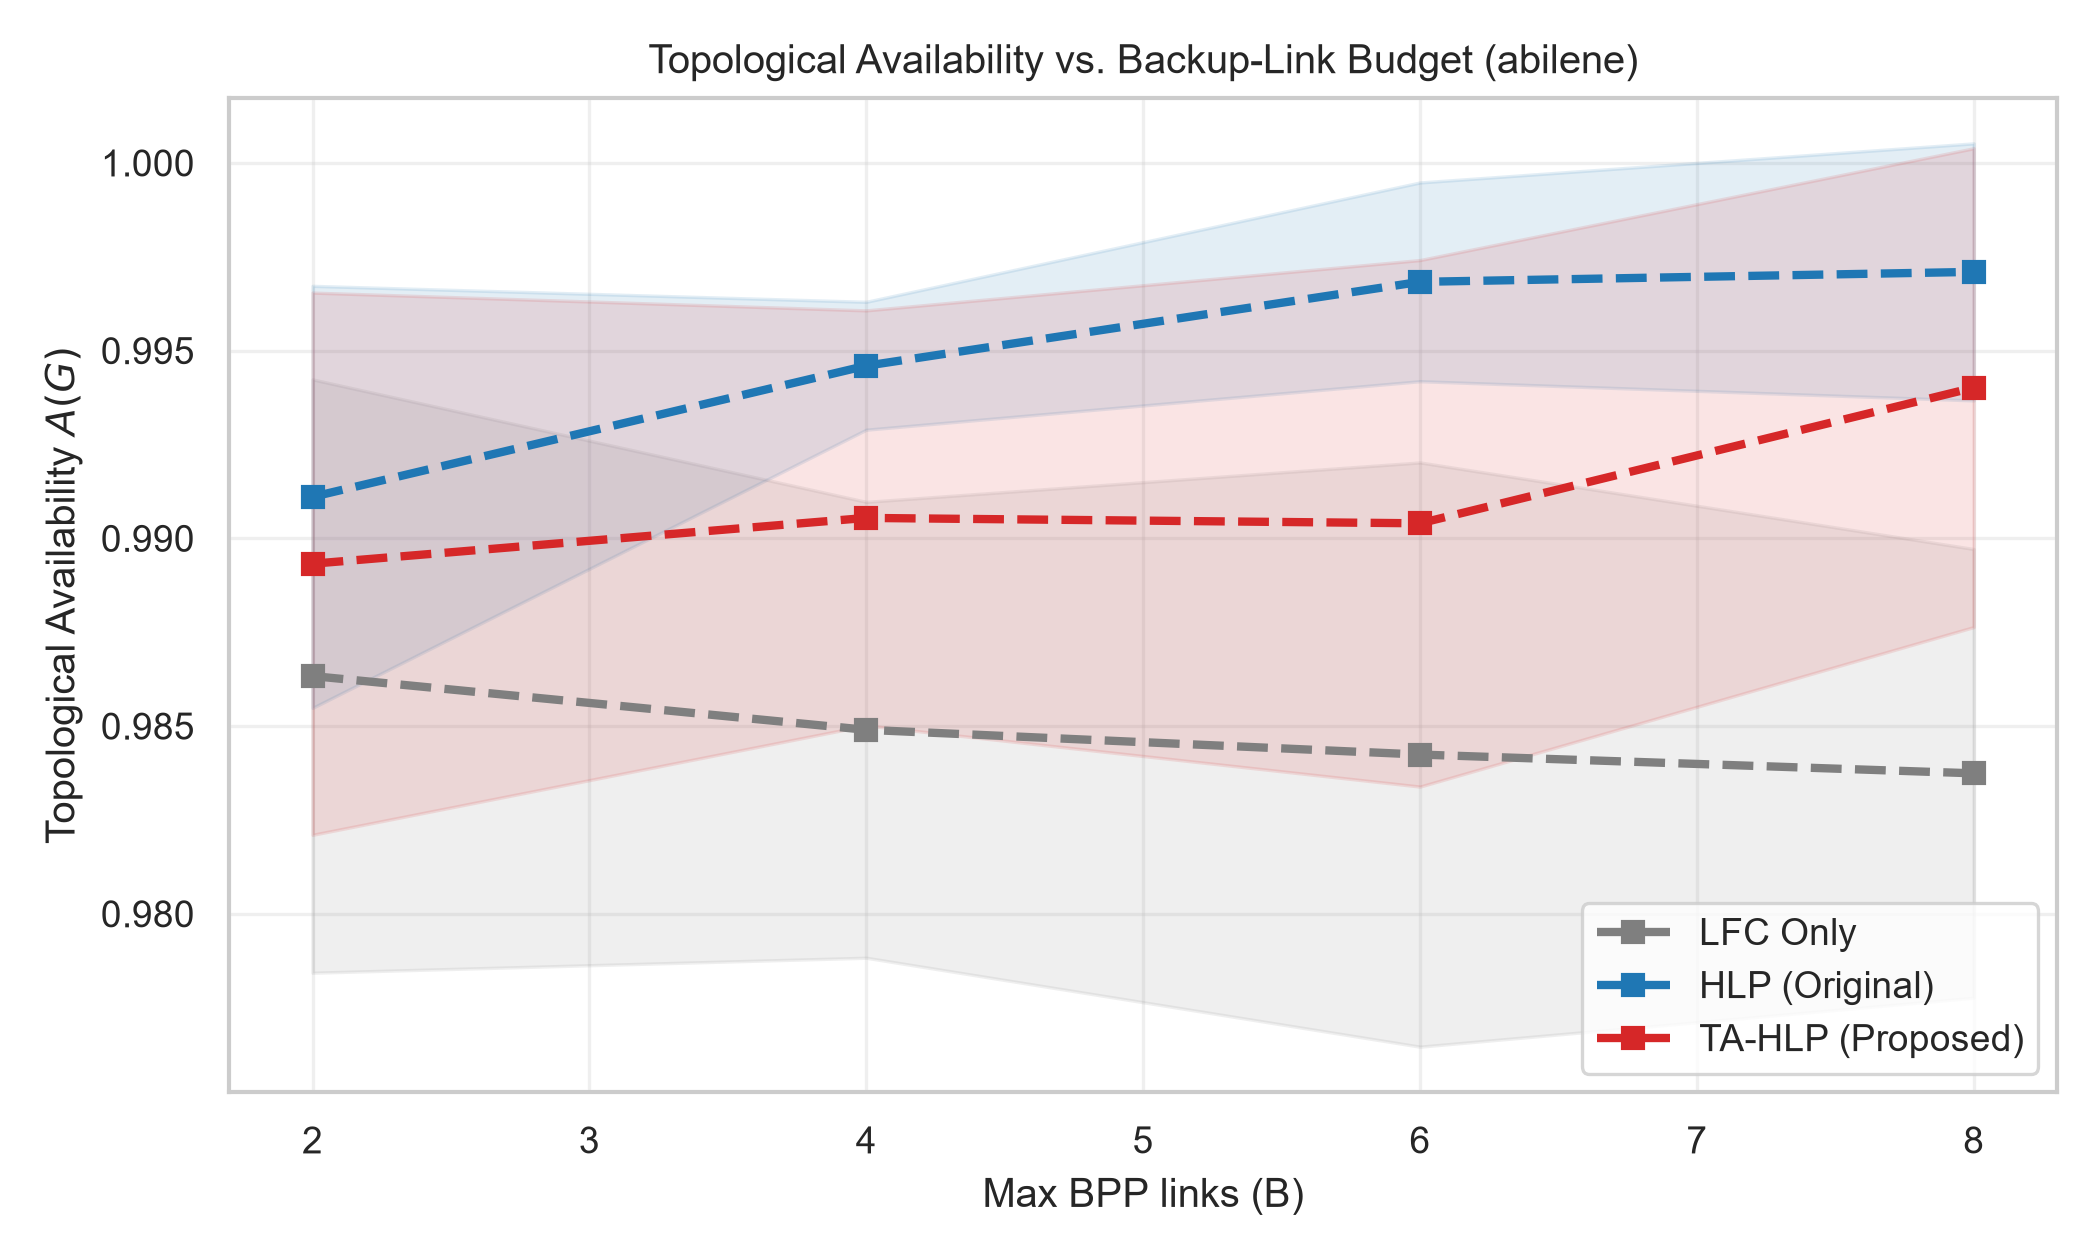 Topological Availability vs. Backup-Link Budget (abilene)
Topological Availability A(G)
1.000
0.995
0.990
0.985
0.980
2 3 4 5 6 7 8
Max BPP links (B)
LFC Only
HLP (Original)
TA-HLP (Proposed)